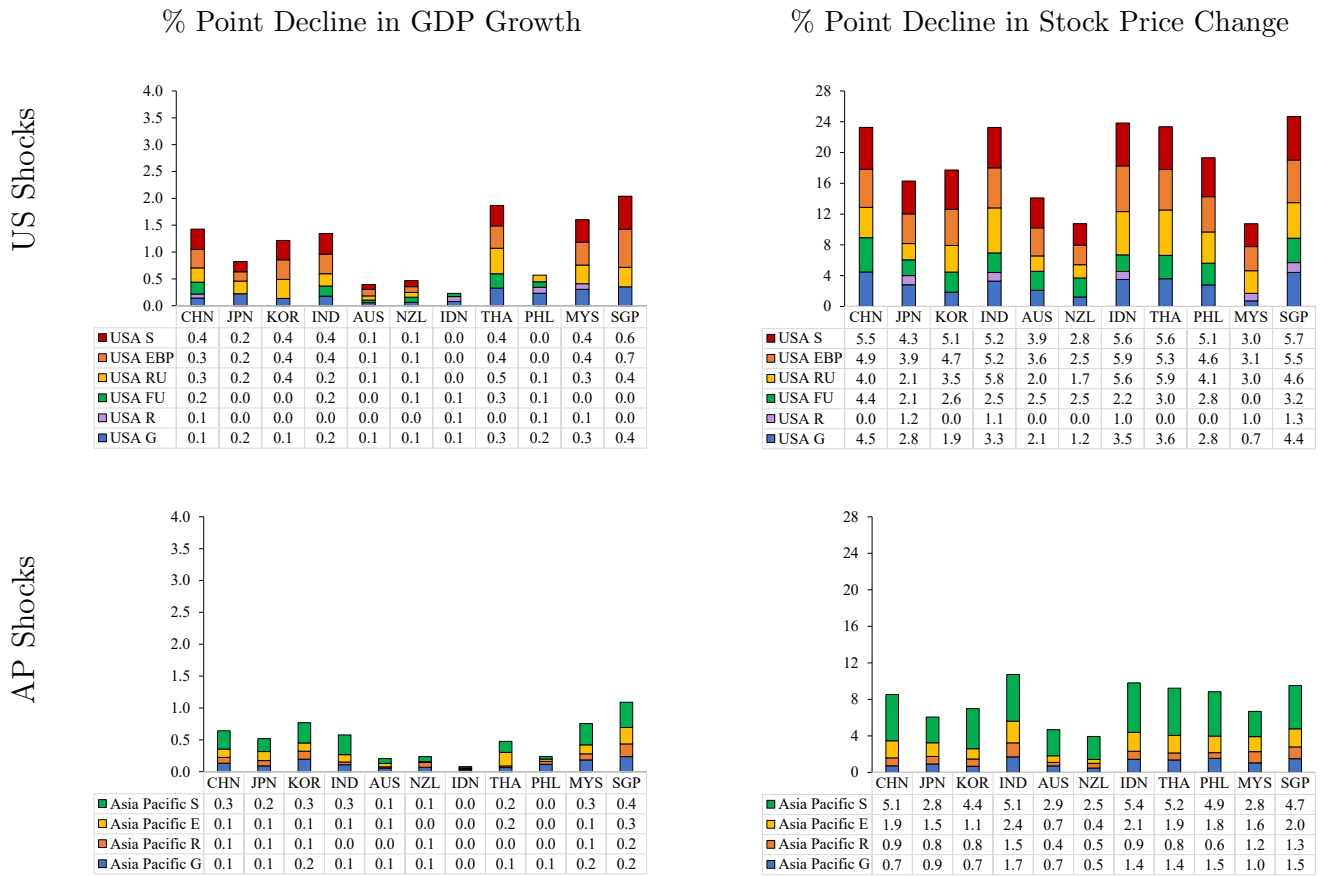 % Point Decline in GDP Growth
% Point Decline in Stock Price Change
US Shocks
4.0
3.5
3.0
2.5
2.0
1.5
1.0
0.5
0.0
CHN JPN KOR IND AUS NZL IDN THA PHL MYS SGP
USA S 0.4 0.2 0.4 0.4 0.1 0.1 0.0 0.4 0.0 0.4 0.6
USA EBP 0.3 0.2 0.4 0.4 0.1 0.1 0.0 0.4 0.0 0.4 0.7
USA RU 0.3 0.2 0.4 0.2 0.1 0.1 0.0 0.5 0.1 0.3 0.4
USA FU 0.2 0.0 0.0 0.2 0.0 0.1 0.1 0.3 0.1 0.0 0.0
USA R 0.1 0.0 0.0 0.0 0.0 0.0 0.1 0.0 0.1 0.1 0.0
USA G 0.1 0.2 0.1 0.2 0.1 0.1 0.1 0.3 0.2 0.3 0.4
28
24
20
16
12
8
4
0
CHN JPN KOR IND AUS NZL IDN THA PHL MYS SGP
USA S 5.5 4.3 5.1 5.2 3.9 2.8 5.6 5.6 5.1 3.0 5.7
USA EBP 4.9 3.9 4.7 5.2 3.6 2.5 5.9 5.3 4.6 3.1 5.5
USA RU 4.0 2.1 3.5 5.8 2.0 1.7 5.6 5.9 4.1 3.0 4.6
USA FU 4.4 2.1 2.6 2.5 2.5 2.5 2.2 3.0 2.8 0.0 3.2
USA R 0.0 1.2 0.0 1.1 0.0 0.0 1.0 0.0 0.0 1.0 1.3
USA G 4.5 2.8 1.9 3.3 2.1 1.2 3.5 3.6 2.8 0.7 4.4
AP Shocks
4.0
3.5
3.0
2.5
2.0
1.5
1.0
0.5
0.0
CHN JPN KOR IND AUS NZL IDN THA PHL MYS SGP
Asia Pacific S 0.3 0.2 0.3 0.3 0.1 0.1 0.0 0.2 0.0 0.3 0.4
Asia Pacific E 0.1 0.1 0.1 0.1 0.0 0.0 0.0 0.2 0.0 0.1 0.3
Asia Pacific R 0.1 0.1 0.1 0.0 0.0 0.1 0.0 0.0 0.0 0.1 0.2
Asia Pacific G 0.1 0.1 0.2 0.1 0.1 0.1 0.0 0.1 0.1 0.2 0.2
28
24
20
16
12
8
4
0
CHN JPN KOR IND AUS NZL IDN THA PHL MYS SGP
Asia Pacific S 5.1 2.8 4.4 5.1 2.9 2.5 5.4 5.2 4.9 2.8 4.7
Asia Pacific E 1.9 1.5 1.1 2.4 0.7 0.4 2.1 1.9 1.8 1.6 2.0
Asia Pacific R 0.9 0.8 0.8 1.5 0.4 0.5 0.9 0.8 0.6 1.2 1.3
Asia Pacific G 0.7 0.9 0.7 1.7 0.7 0.5 1.4 1.4 1.5 1.0 1.5